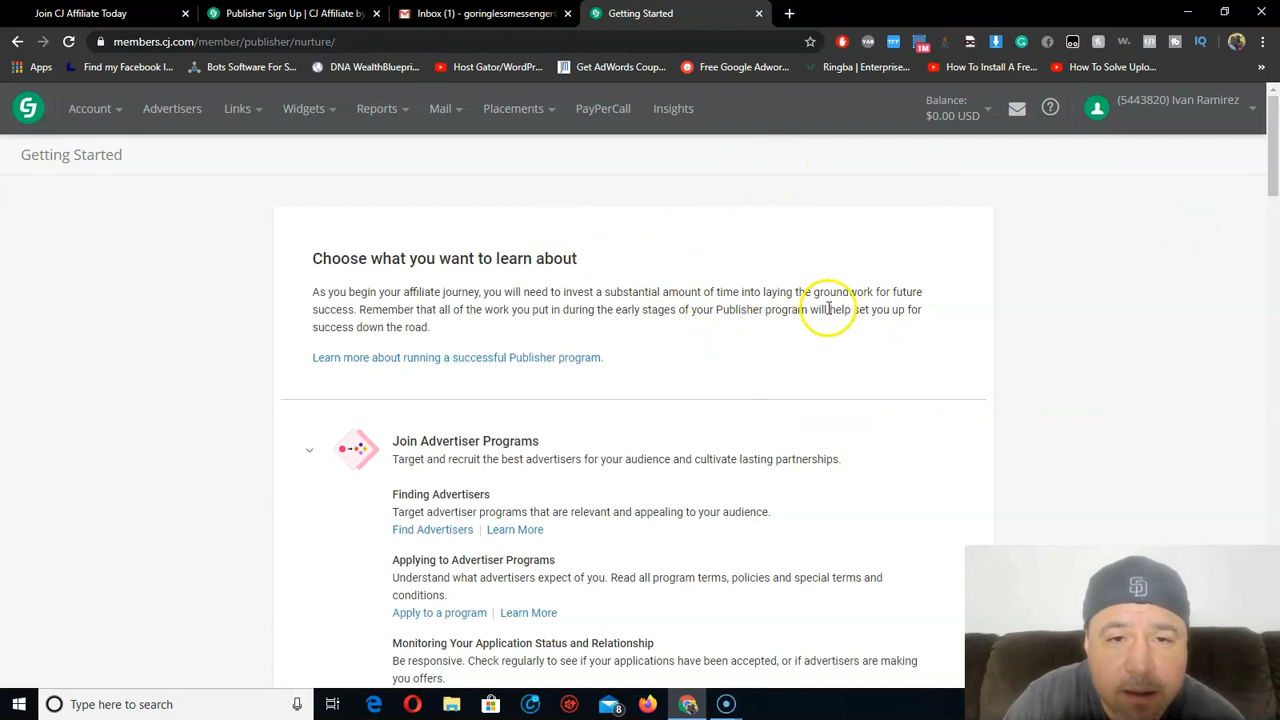 Join CJ Affiliate Today
Publisher Sign Up | CJ Affiliate by
Inbox (1) - goringlessmessenger
Getting Started
members.cj.com/member/publisher/nurture/
Apps
Find my Facebook I...
Bots Software For S...
DNA WealthBluepri...
Host Gator/WordPr...
Get AdWords Coup...
Free Google Adwor...
Ringba | Enterprise...
How To Install A Fre...
How To Solve Uplo...
Account
Advertisers
Links
Widgets
Reports
Mail
Placements
PayPerCall
Insights
Balance:
$0.00 USD
(5443820) Ivan Ramirez
Getting Started
Choose what you want to learn about
As you begin your affiliate journey, you will need to invest a substantial amount of time into laying the groundwork for future
success. Remember that all of the work you put in during the early stages of your Publisher program will help set you up for
success down the road.
Learn more about running a successful Publisher program.
Join Advertiser Programs
Target and recruit the best advertisers for your audience and cultivate lasting partnerships.
Finding Advertisers
Target advertiser programs that are relevant and appealing to your audience.
Find Advertisers | Learn More
Applying to Advertiser Programs
Understand what advertisers expect of you. Read all program terms, policies and special terms and
conditions.
Apply to a program | Learn More
Monitoring Your Application Status and Relationship
Be responsive. Check regularly to see if your applications have been accepted, or if advertisers are making
you offers.
Type here to search
8